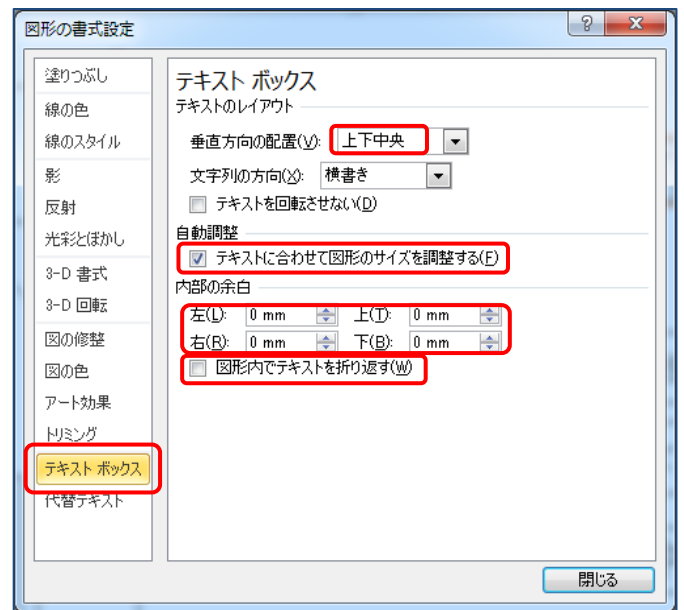 図形の書式設定
塗りつぶし
線の色
線のスタイル
影
反射
光彩とぼかし
3-D 書式
3-D 回転
図の修整
図の色
アート効果
トリミング
テキスト ボックス
代替テキスト
テキスト ボックス
テキストのレイアウト
垂直方向の配置(V): 上下中央
文字列の方向(X): 横書き
テキストを回転させない(D)
自動調整
テキストに合わせて図形のサイズを調整する(F)
内部の余白
左(L): 0 mm 上(T): 0 mm
右(R): 0 mm 下(B): 0 mm
図形内でテキストを折り返す(W)
閉じる